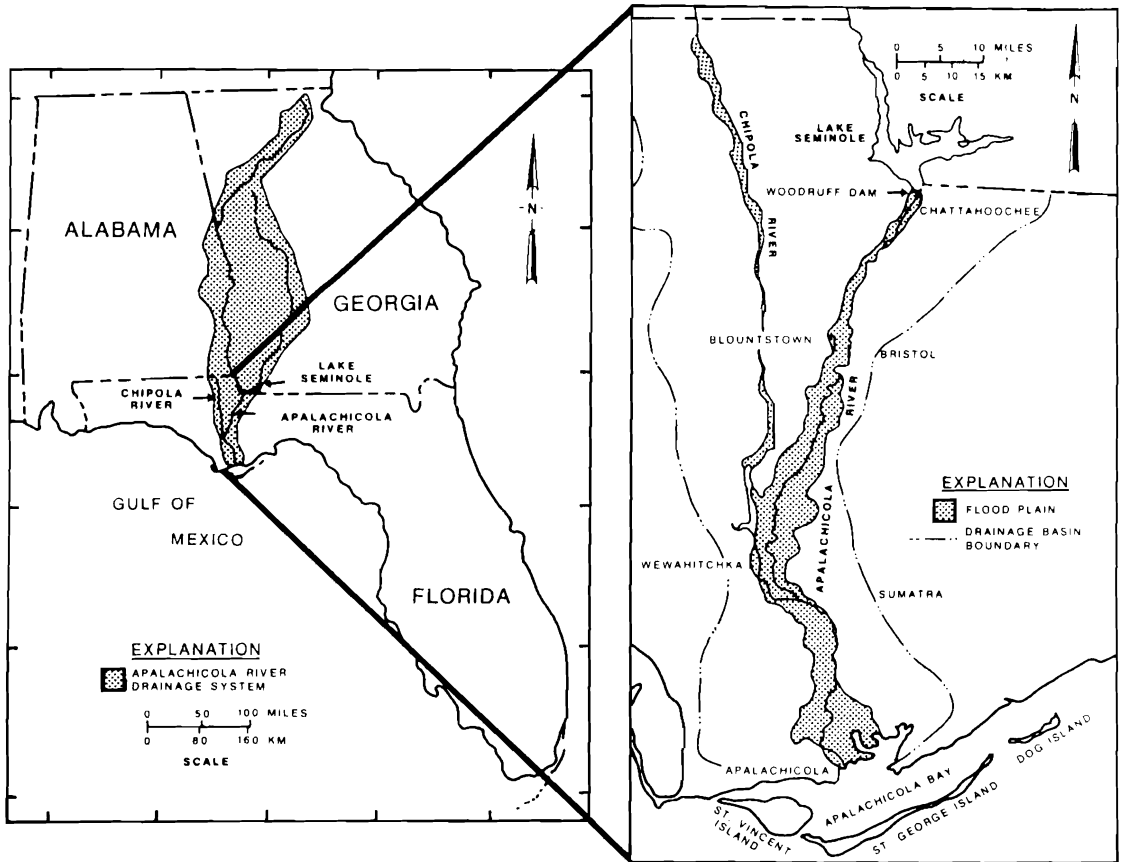 ALABAMA
GEORGIA
LAKE
SEMINOLE
CHIPOLA
RIVER
APALACHICOLA
RIVER
GULF OF
MEXICO
FLORIDA
N
EXPLANATION
APALACHICOLA RIVER
DRAINAGE SYSTEM
0 50 100 MILES
0 80 160 KM
SCALE
0 5 10 MILES
0 5 10 15 KM
SCALE
N
CHIPOLA
RIVER
LAKE
SEMINOLE
WOODRUFF DAM
CHATTAHOOCHEE
BLOUNTSTOWN
BRISTOL
RIVER
APALACHICOLA
EXPLANATION
FLOOD PLAIN
DRAINAGE BASIN
BOUNDARY
WEWAHITCHKA
SUMATRA
APALACHICOLA
APALACHICOLA BAY
DOG ISLAND
ST. VINCENT
ISLAND
ST GEORGE ISLAND